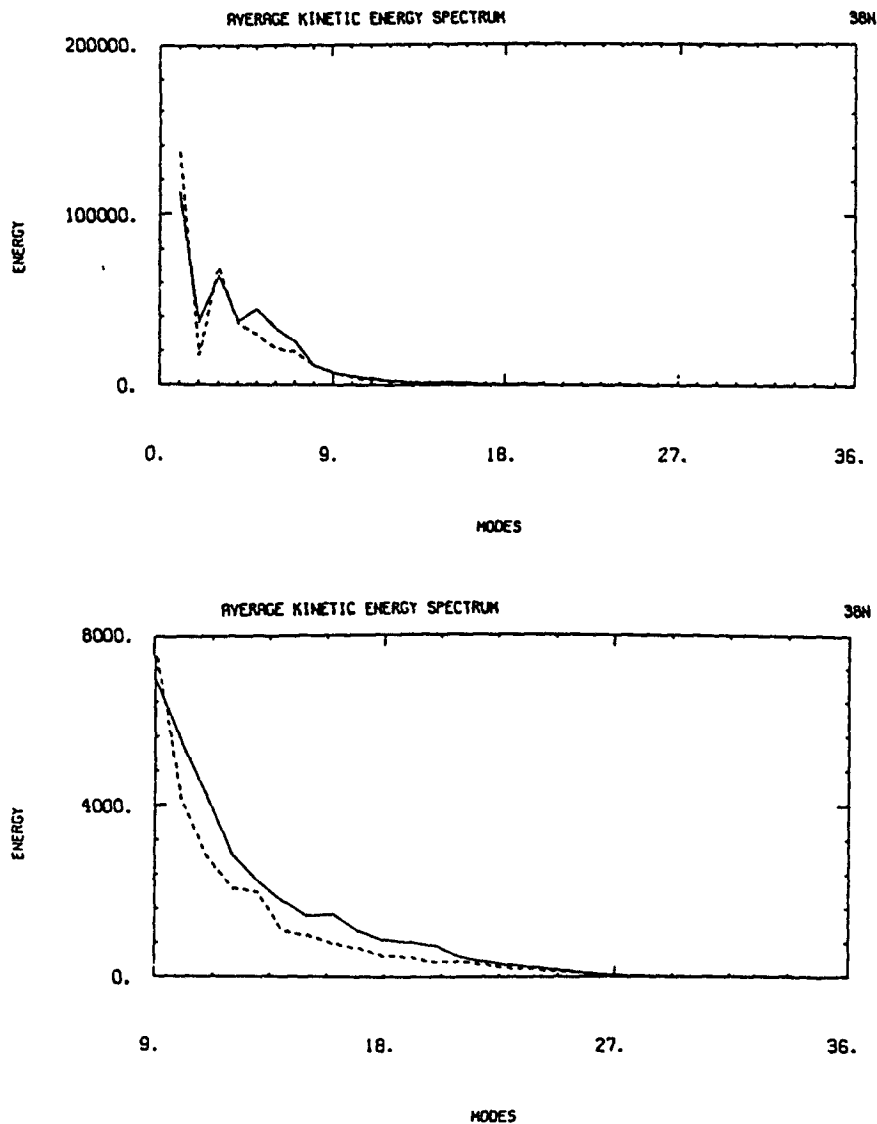 AVERAGE KINETIC ENERGY SPECTRUM 38N
200000.
100000.
0.
ENERGY
0. 9. 18. 27. 36.
MODES
AVERAGE KINETIC ENERGY SPECTRUM 38N
8000.
4000.
0.
ENERGY
9. 18. 27. 36.
MODES